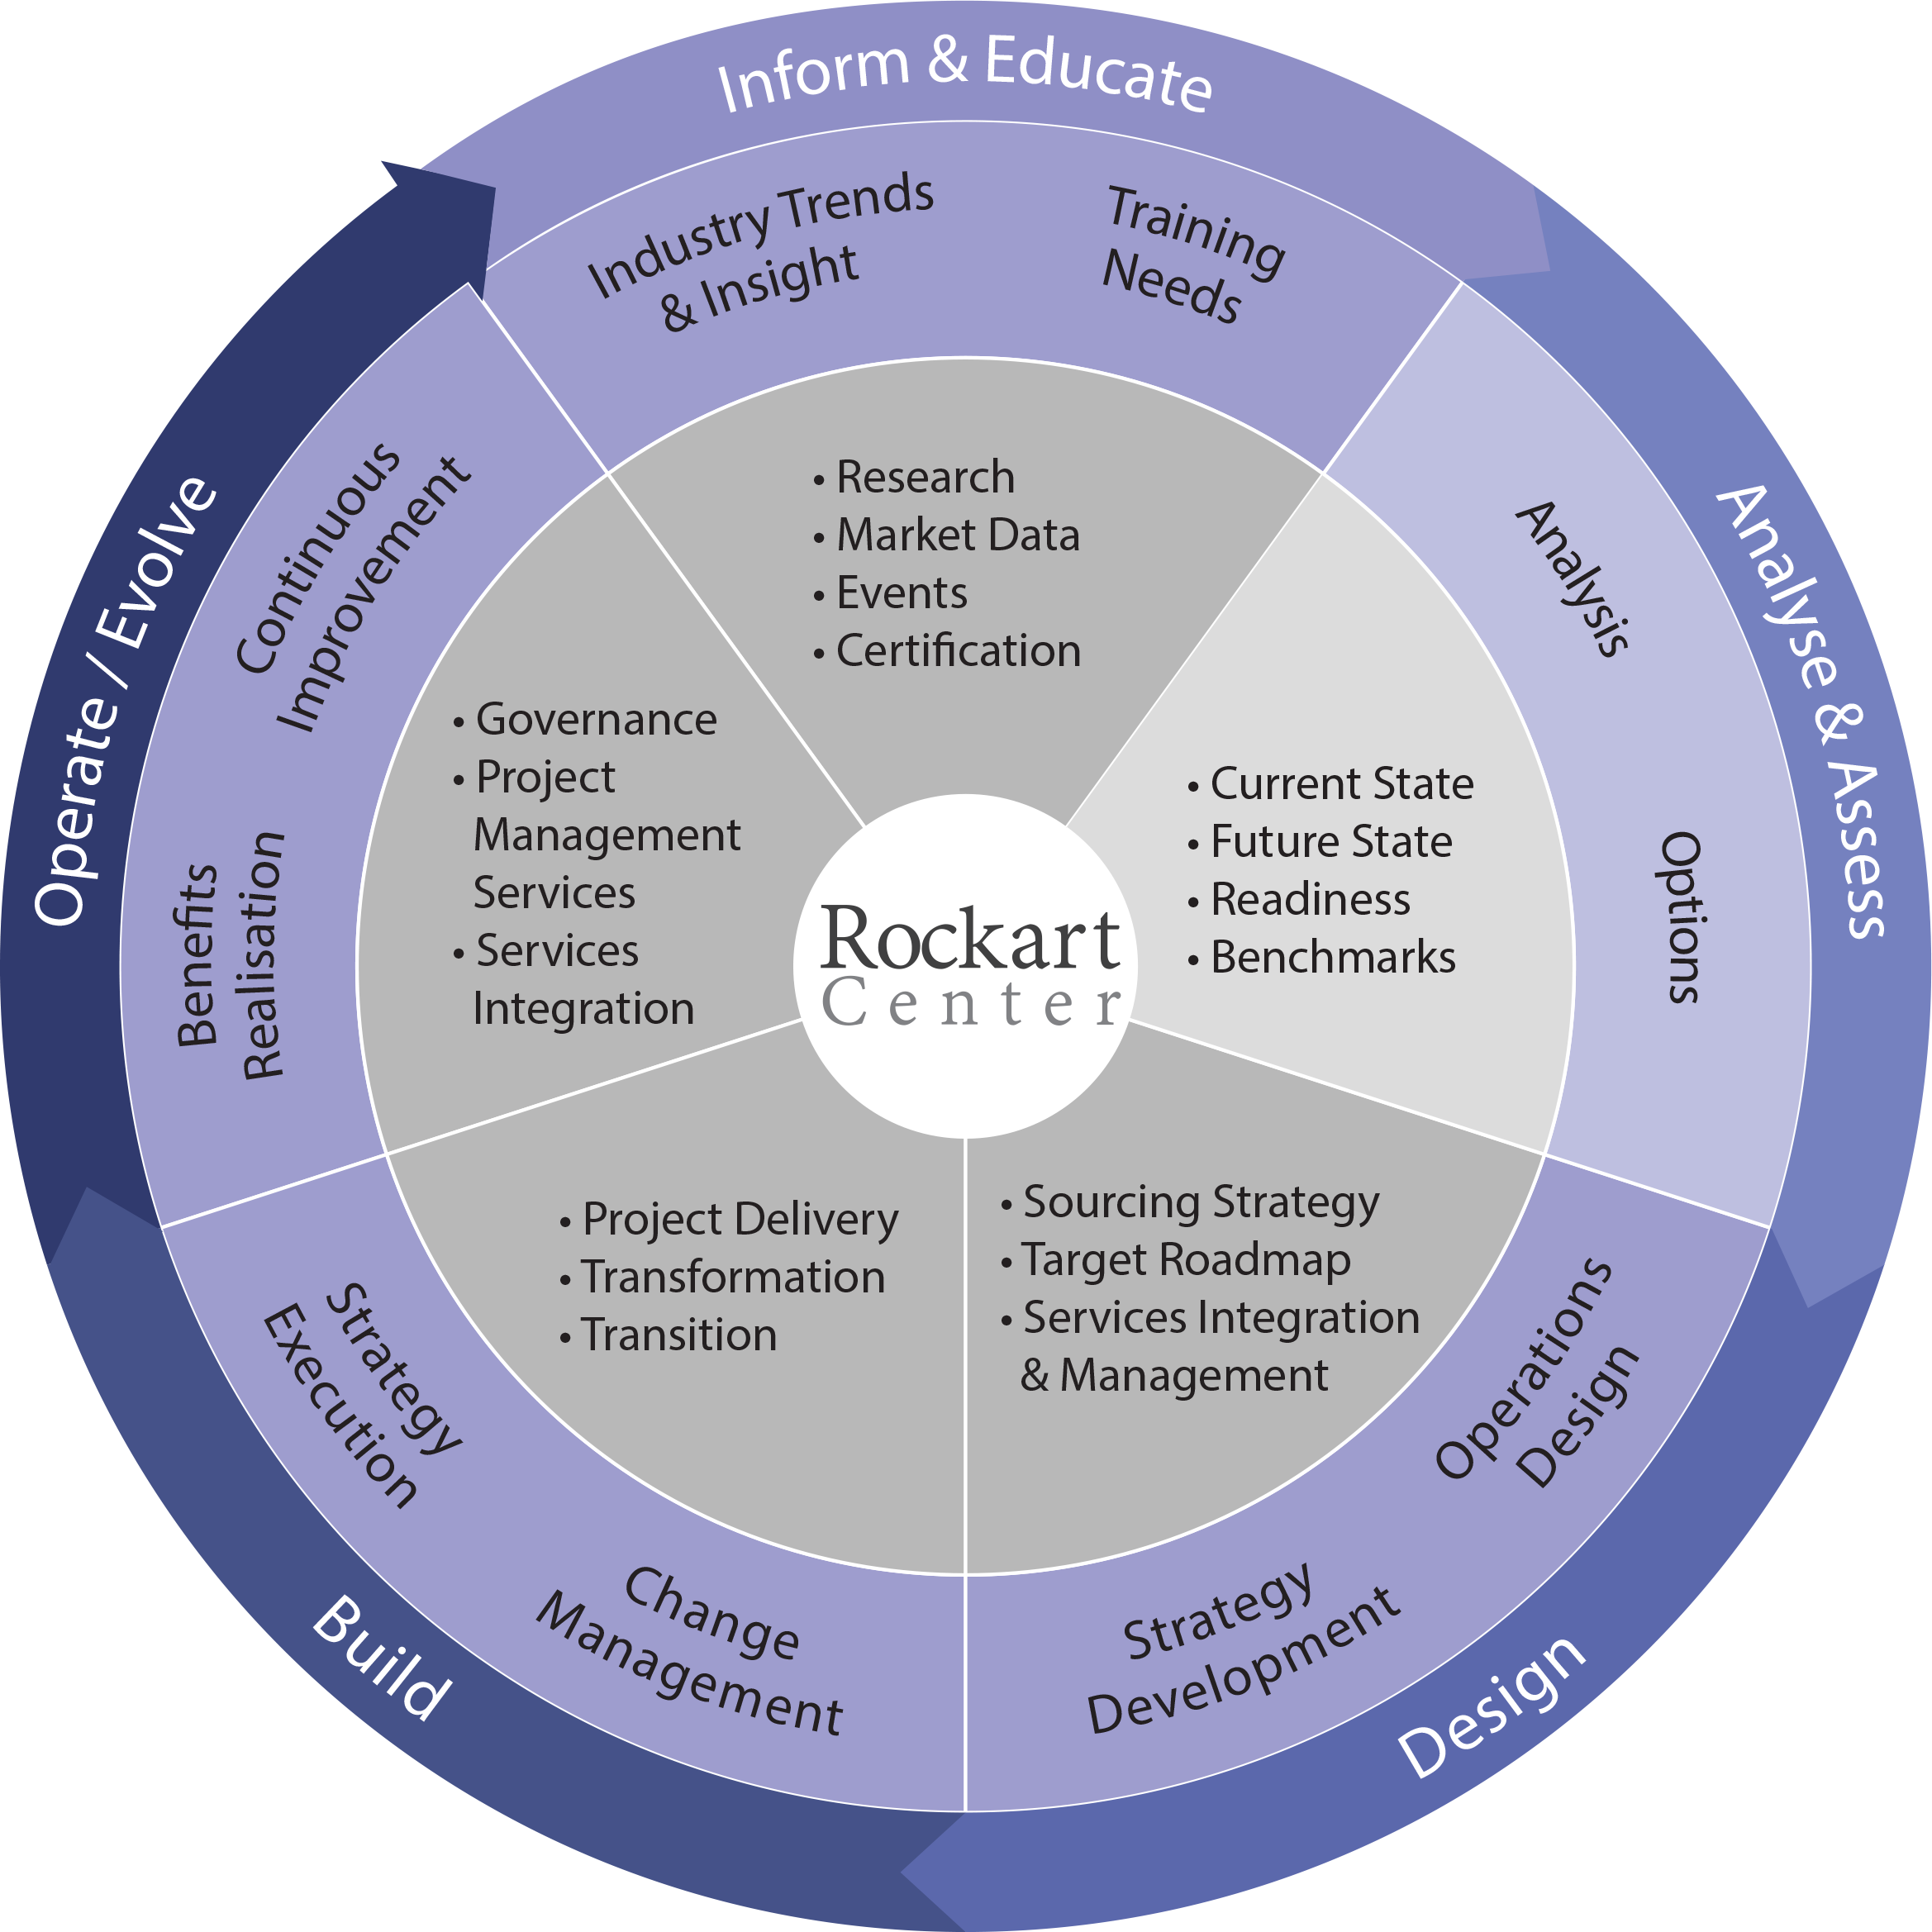 Inform & Educate
Industry Trends
& Insight
Training
Needs
• Research
• Market Data
• Events
• Certification
Analyse & Assess
Analysis
Options
• Current State
• Future State
• Readiness
• Benchmarks
Design
Operations
Design
Strategy
Development
• Sourcing Strategy
• Target Roadmap
• Services Integration
& Management
Build
Change
Management
Strategy
Execution
• Project Delivery
• Transformation
• Transition
Operate / Evolve
Benefits
Realisation
Continuous
Improvement
• Governance
• Project
Management
Services
• Services
Integration
Rockart
Center